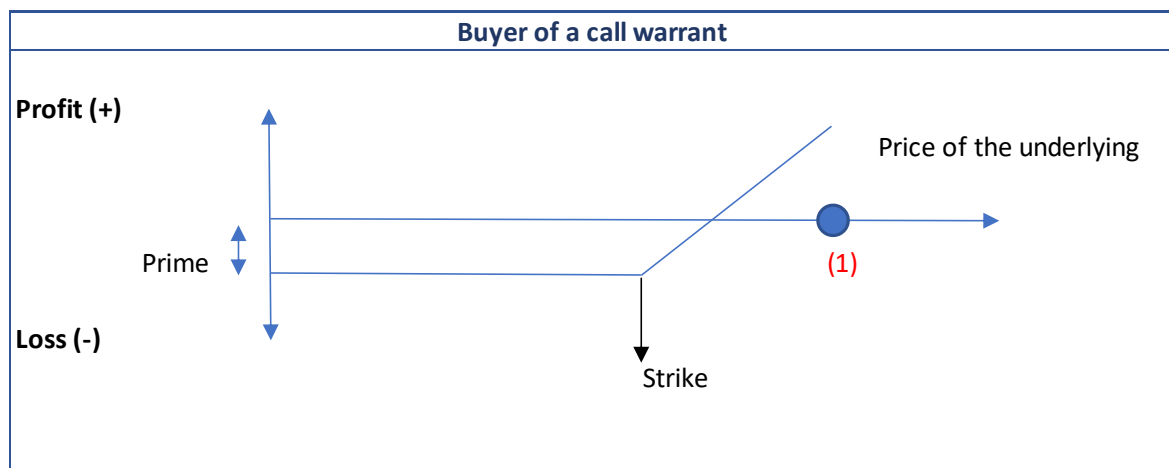 Buyer of a call warrant
Profit (+)
Price of the underlying
Prime
(1)
Loss (-)
Strike